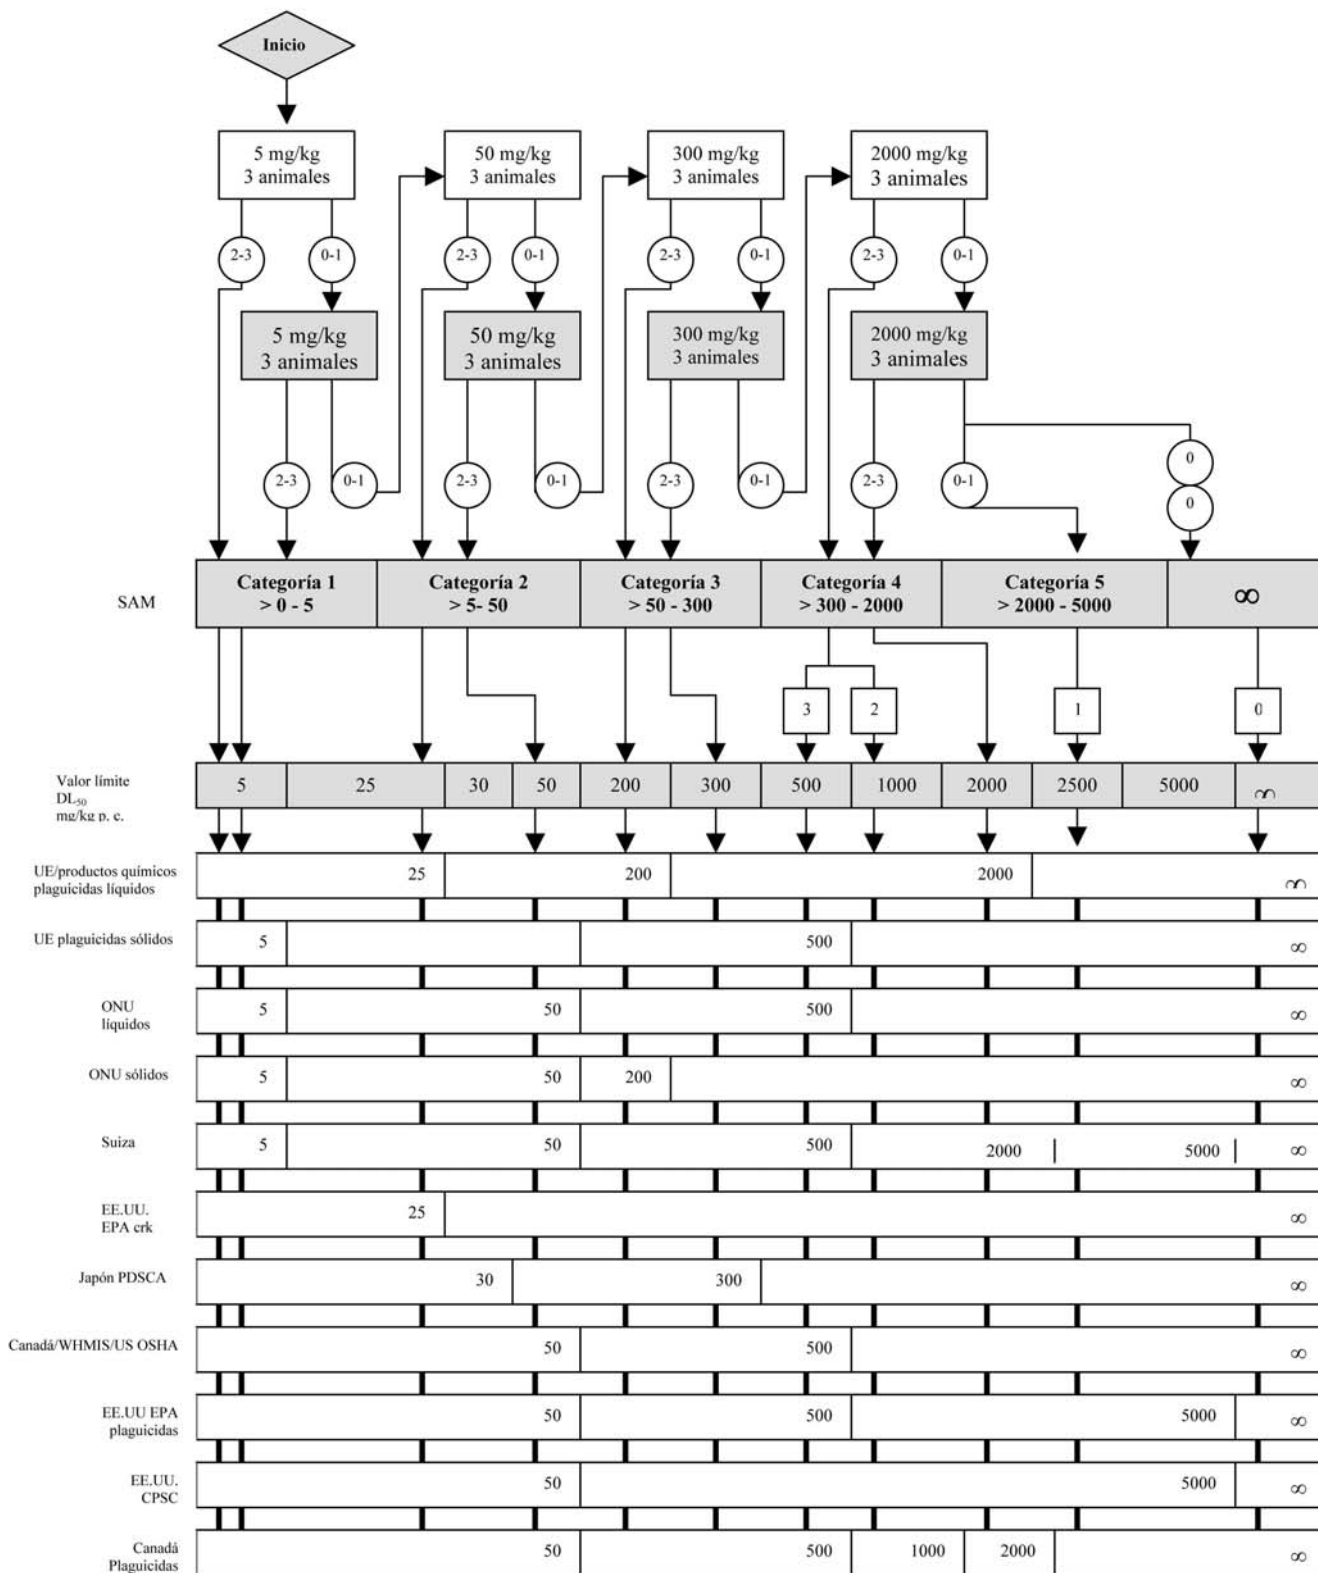 Inicio
5 mg/kg
3 animales
50 mg/kg
3 animales
300 mg/kg
3 animales
2000 mg/kg
3 animales
2-3
0-1
2-3
0-1
2-3
0-1
2-3
0-1
5 mg/kg
3 animales
50 mg/kg
3 animales
300 mg/kg
3 animales
2000 mg/kg
3 animales
2-3
0-1
2-3
0-1
2-3
0-1
2-3
0-1
0
0
SAM
Categoría 1
> 0 - 5
Categoría 2
> 5- 50
Categoría 3
> 50 - 300
Categoría 4
> 300 - 2000
Categoría 5
> 2000 - 5000
∞
3
2
1
0
Valor límite
DL50
mg/kg p. c.
5 25 30 50 200 300 500 1000 2000 2500 5000 ∞
UE/productos químicos
plaguicidas líquidos
25 200 2000 ∞
UE plaguicidas sólidos
5 500 ∞
ONU
líquidos
5 50 500 ∞
ONU sólidos
5 50 200 ∞
Suiza
5 50 500 2000 5000 ∞
EE.UU.
EPA crk
25 ∞
Japón PDSCA
30 300 ∞
Canadá/WHMIS/US OSHA
50 500 ∞
EE.UU EPA
plaguicidas
50 500 5000 ∞
EE.UU.
CPSC
50 5000 ∞
Canadá
Plaguicidas
50 500 1000 2000 ∞